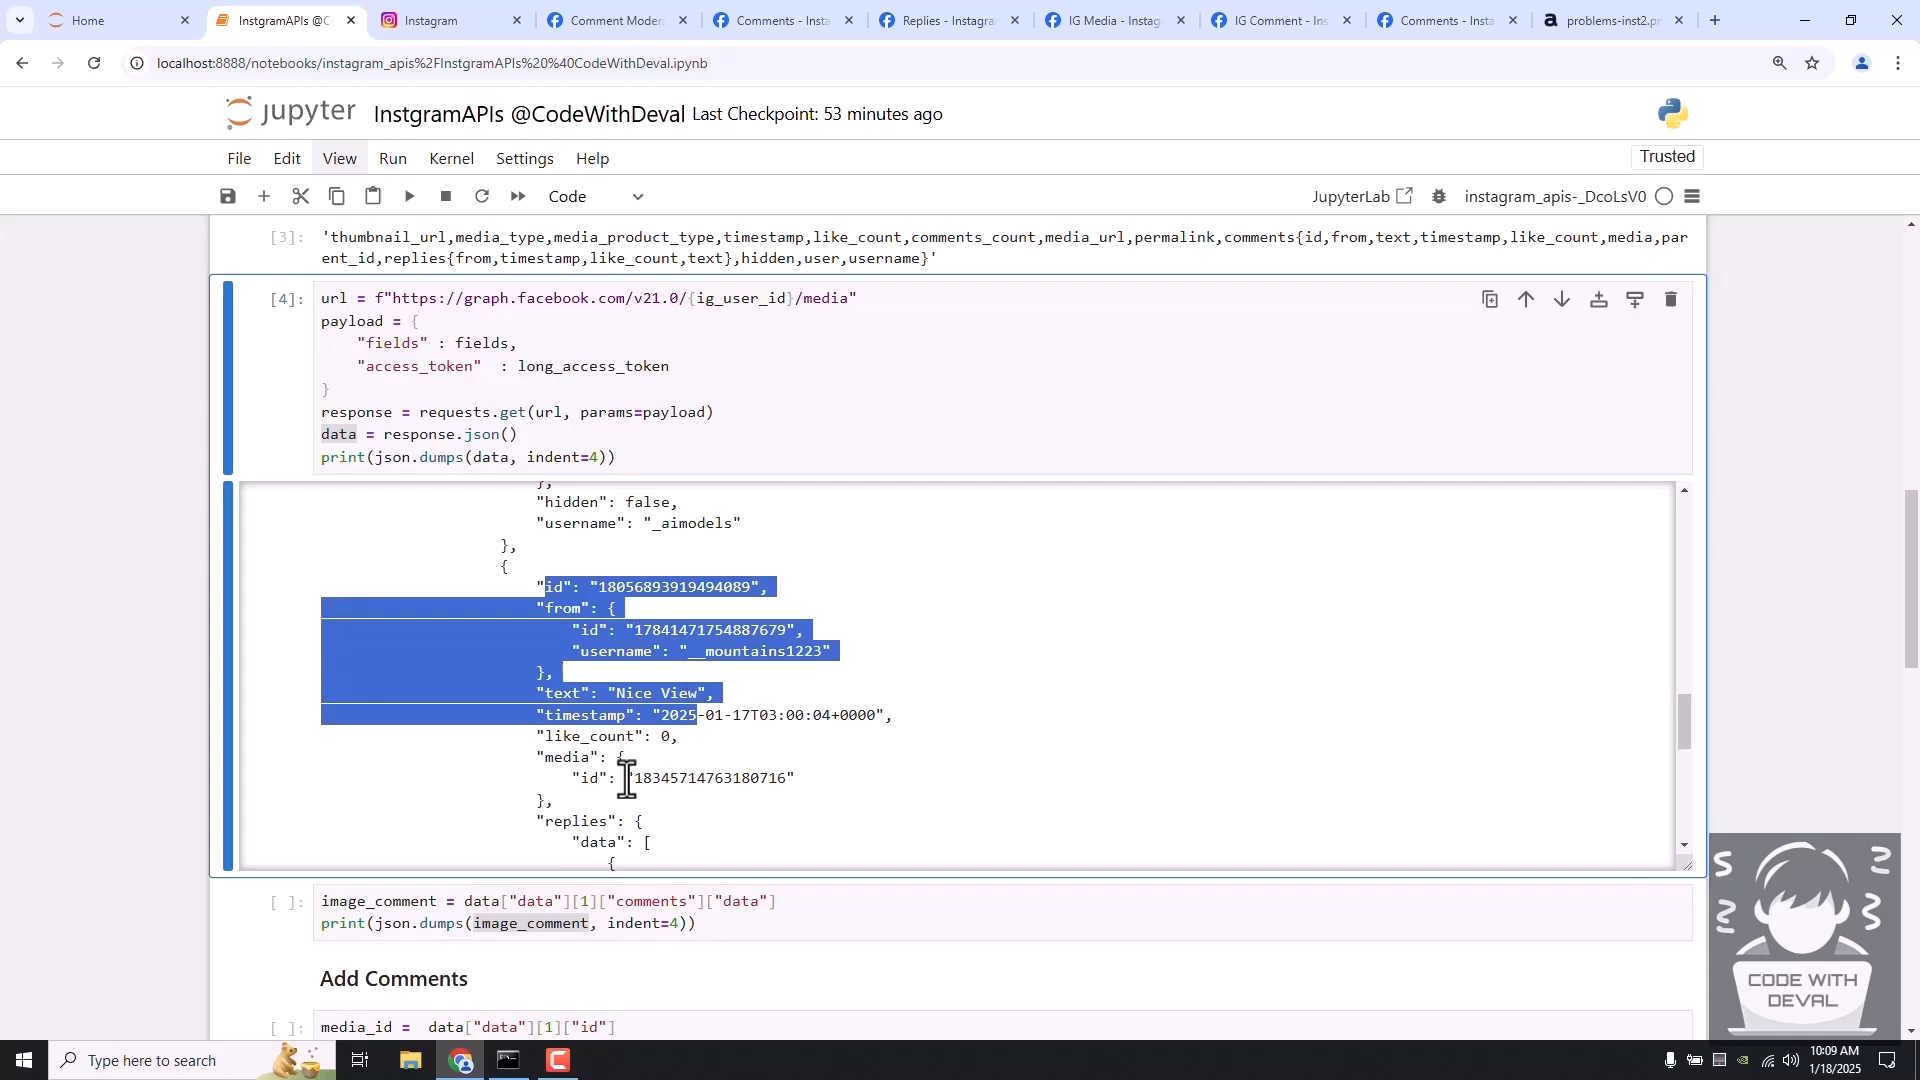 Home
InstgramAPIs @C
Instagram
Comment Moder
Comments - Insta
Replies - Instagra
IG Media - Instag
IG Comment - Ins
Comments - Insta
problems-inst2.p
localhost:8888/notebooks/instagram_apis%2FInstgramAPIs%20%40CodeWithDeval.ipynb
jupyter InstgramAPIs @CodeWithDeval Last Checkpoint: 53 minutes ago
File Edit View Run Kernel Settings Help Trusted
Code JupyterLab instagram_apis-_DcoLsV0
[3]: 'thumbnail_url,media_type,media_product_type,timestamp,like_count,comments_count,media_url,permalink,comments{id,from,text,timestamp,like_count,media,par
ent_id,replies{from,timestamp,like_count,text},hidden,user,username}'
[4]: url = f"https://graph.facebook.com/v21.0/{ig_user_id}/media"
payload = {
"fields" : fields,
"access_token" : long_access_token
}
response = requests.get(url, params=payload)
data = response.json()
print(json.dumps(data, indent=4))
},
"hidden": false,
"username": "_aimodels"
},
{
"id": "18056893919494089",
"from": {
"id": "17841471754887679",
"username": "__mountains1223"
},
"text": "Nice View",
"timestamp": "2025-01-17T03:00:04+0000",
"like_count": 0,
"media": {
"id": "18345714763180716"
},
"replies": {
"data": [
{
[ ]: image_comment = data["data"][1]["comments"]["data"]
print(json.dumps(image_comment, indent=4))
Add Comments
[ ]: media_id = data["data"][1]["id"]
CODE WITH
DEVAL
Type here to search
10:09 AM
1/18/2025